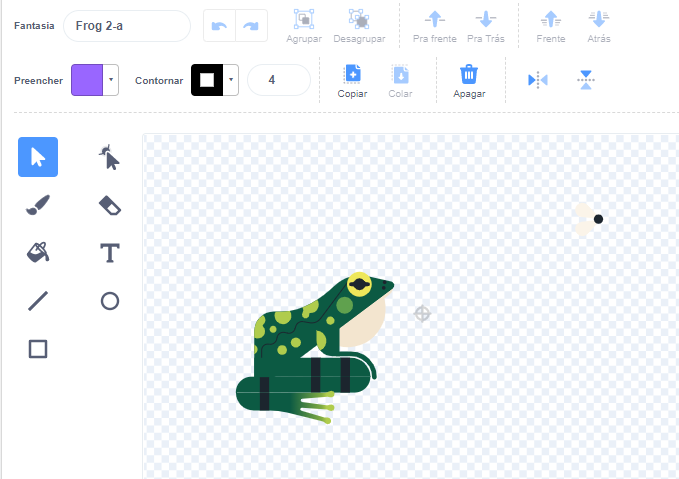 Fantasia Frog 2-a
Agrupar Desagrupar Pra frente Pra Trás Frente Atrás
Preencher Contornar 4
Copiar Colar Apagar
T